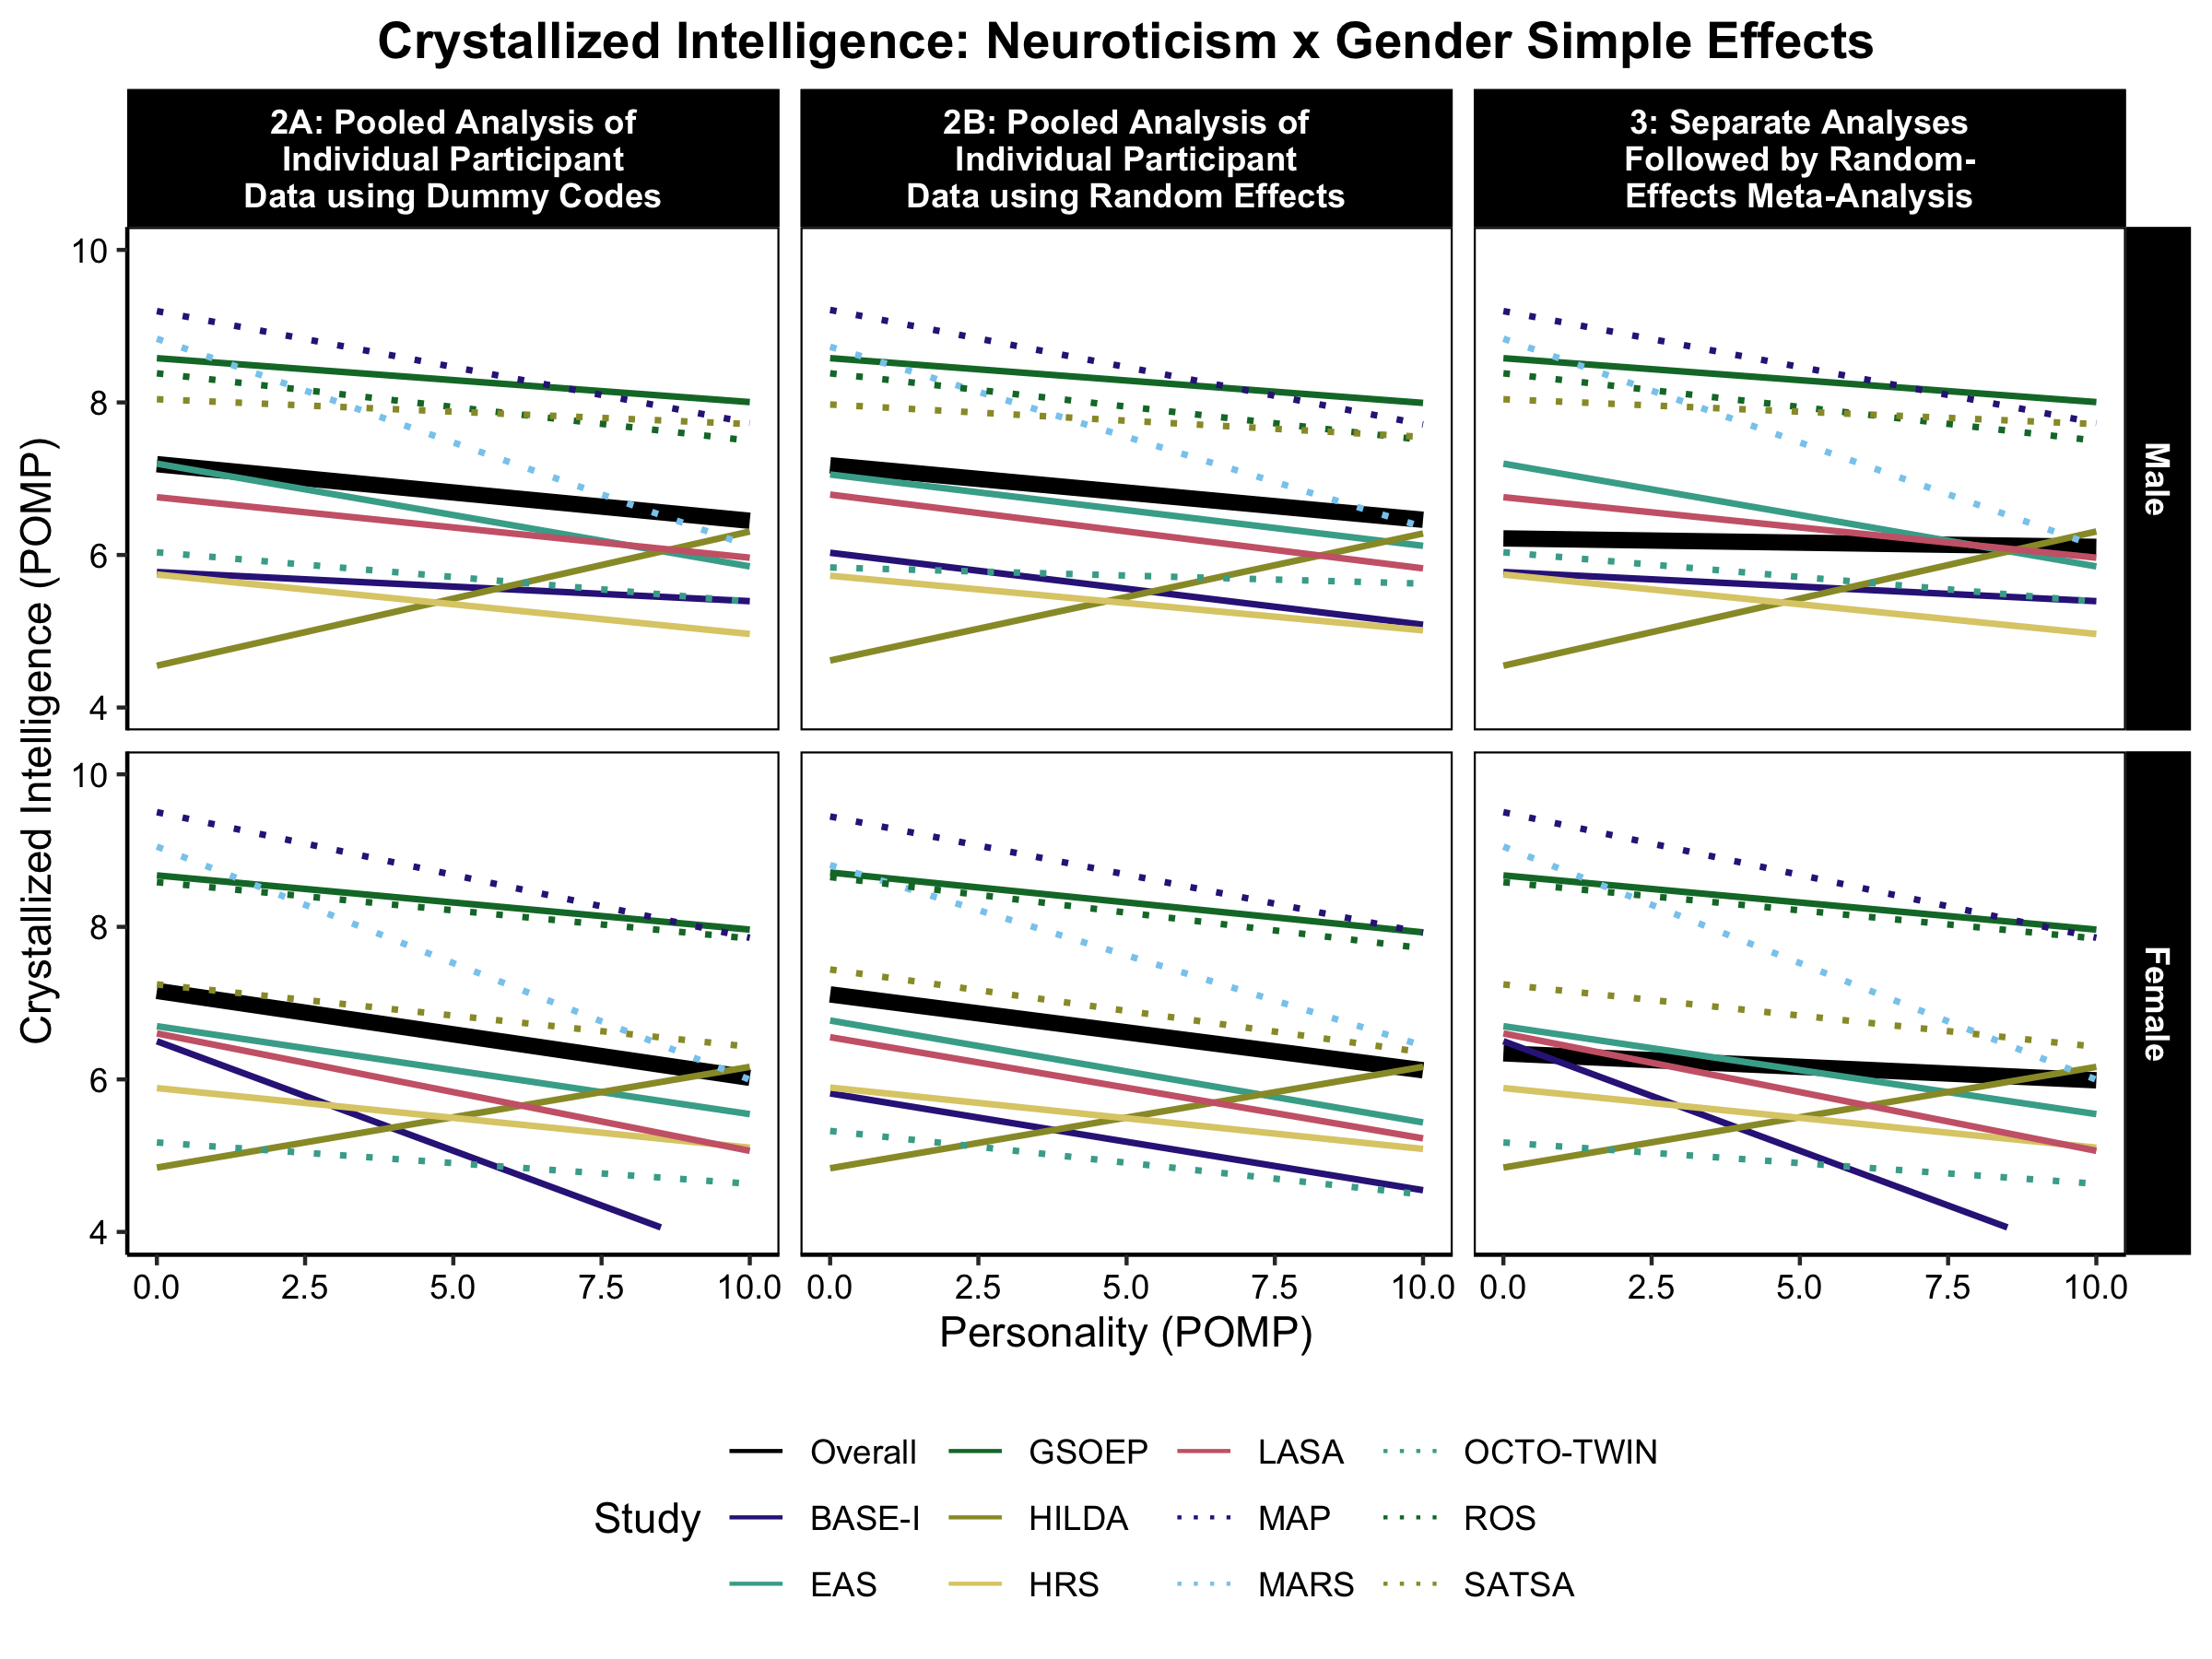 Crystallized Intelligence: Neuroticism x Gender Simple Effects
2A: Pooled Analysis of
Individual Participant
Data using Dummy Codes
2B: Pooled Analysis of
Individual Participant
Data using Random Effects
3: Separate Analyses
Followed by Random-
Effects Meta-Analysis
Crystallized Intelligence (POMP)
10
8
6
4
Male
10
8
6
4
Female
0.0 2.5 5.0 7.5 10.0
0.0 2.5 5.0 7.5 10.0
0.0 2.5 5.0 7.5 10.0
Personality (POMP)
Study
Overall GSOEP LASA OCTO-TWIN
BASE-I HILDA MAP ROS
EAS HRS MARS SATSA